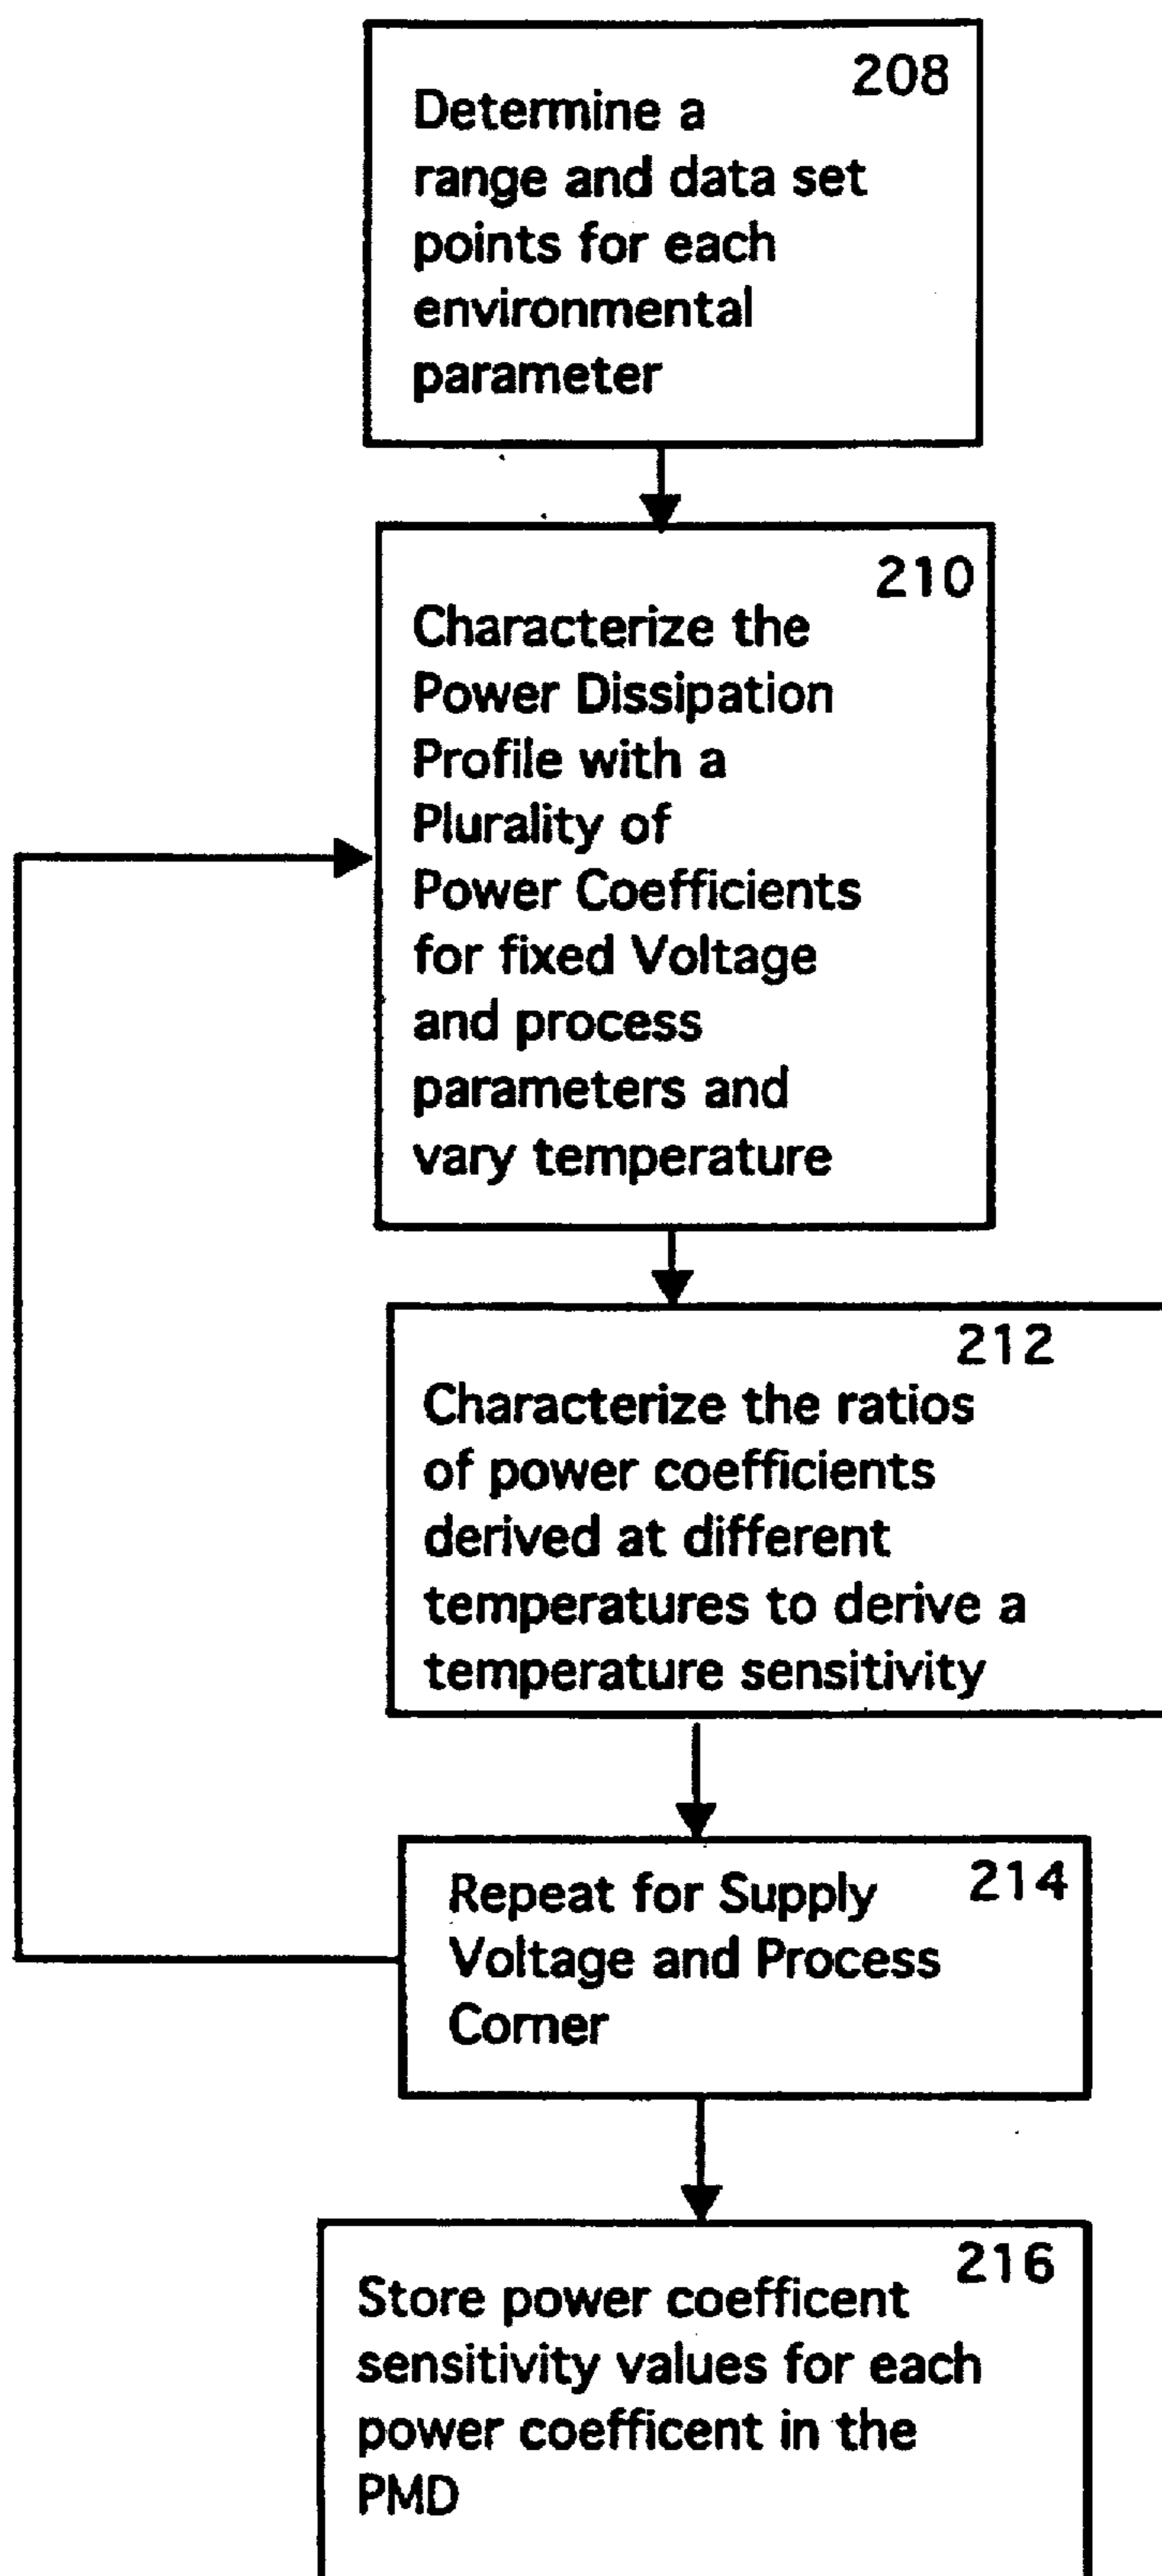 208
Determine a
range and data set
points for each
environmental
parameter
210
Characterize the
Power Dissipation
Profile with a
Plurality of
Power Coefficients
for fixed Voltage
and process
parameters and
vary temperature
212
Characterize the ratios
of power coefficients
derived at different
temperatures to derive a
temperature sensitivity
Repeat for Supply 214
Voltage and Process
Corner
216
Store power coefficent
sensitivity values for each
power coefficent in the
PMD